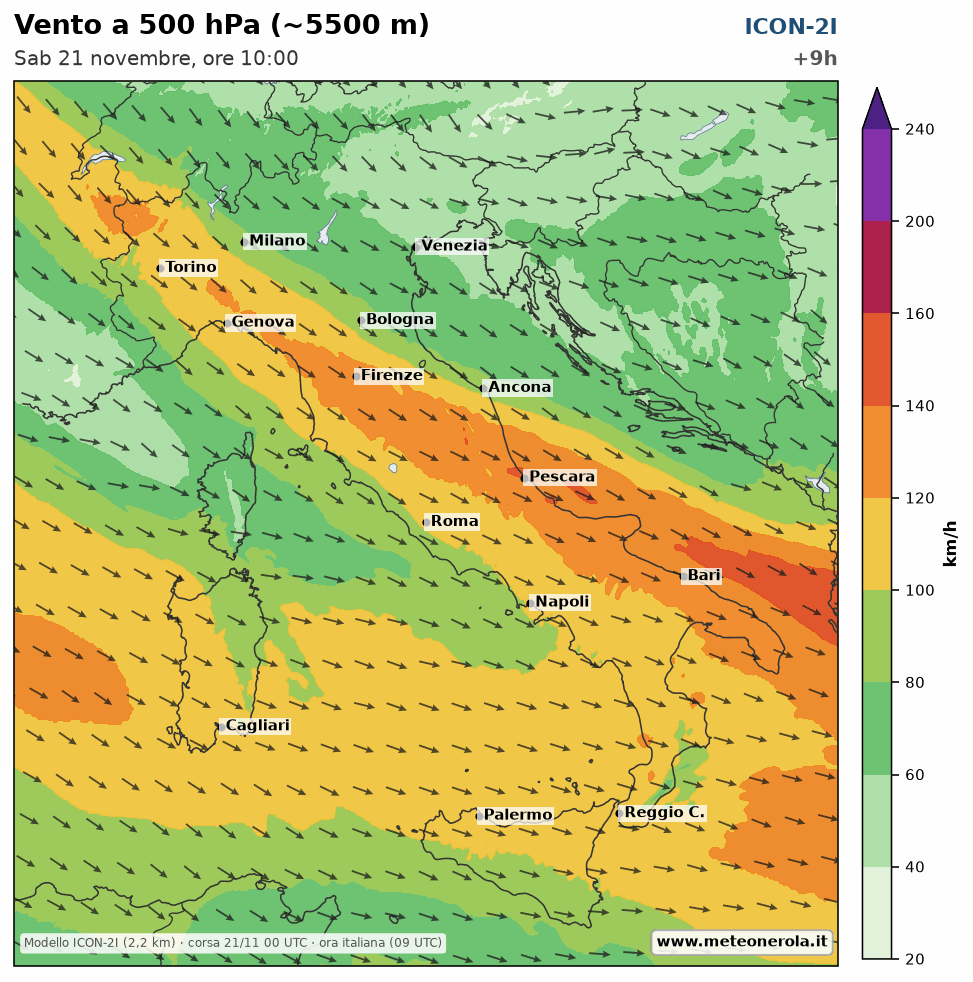 Vento a 500 hPa (~5500 m)
ICON-2I
Sab 21 novembre, ore 10:00
+9h
Milano
Venezia
Torino
Genova
Bologna
Firenze
Ancona
Pescara
Roma
Bari
Napoli
Cagliari
Palermo
Reggio C.
240
200
160
140
120
100
80
60
40
20
km/h
Modello ICON-2I (2,2 km) · corsa 21/11 00 UTC · ora italiana (09 UTC)
www.meteonerola.it